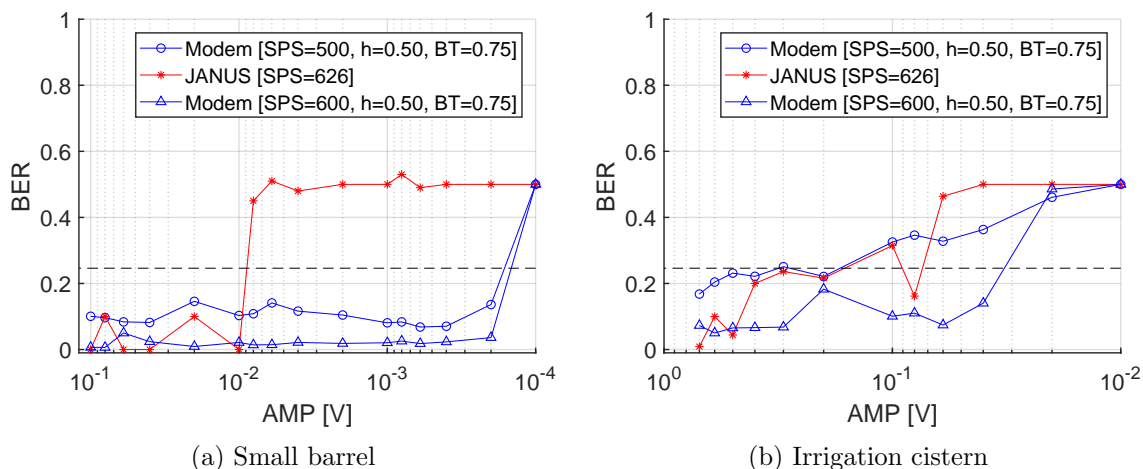 1
0.8
0.6
0.4
0.2
0
BER
Modem [SPS=500, h=0.50, BT=0.75]
JANUS [SPS=626]
Modem [SPS=600, h=0.50, BT=0.75]
10^-1 10^-2 10^-3 10^-4
AMP [V]
(a) Small barrel
1
0.8
0.6
0.4
0.2
0
BER
Modem [SPS=500, h=0.50, BT=0.75]
JANUS [SPS=626]
Modem [SPS=600, h=0.50, BT=0.75]
10^0 10^-1 10^-2
AMP [V]
(b) Irrigation cistern